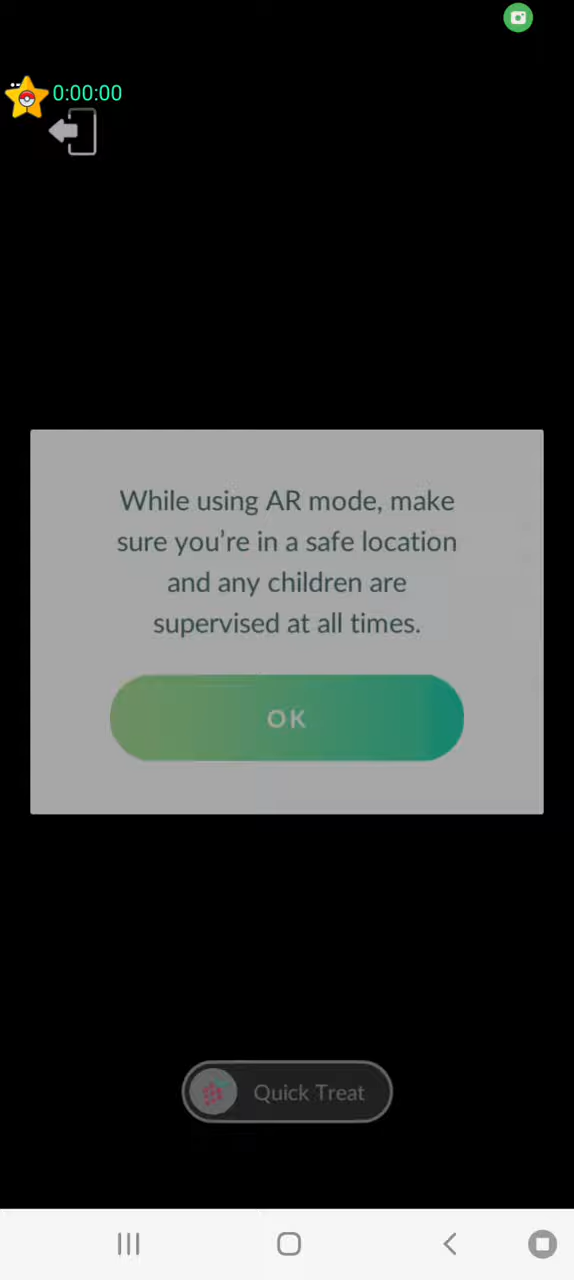 0:00:00
While using AR mode, make
sure you're in a safe location
and any children are
supervised at all times.
OK
Quick Treat